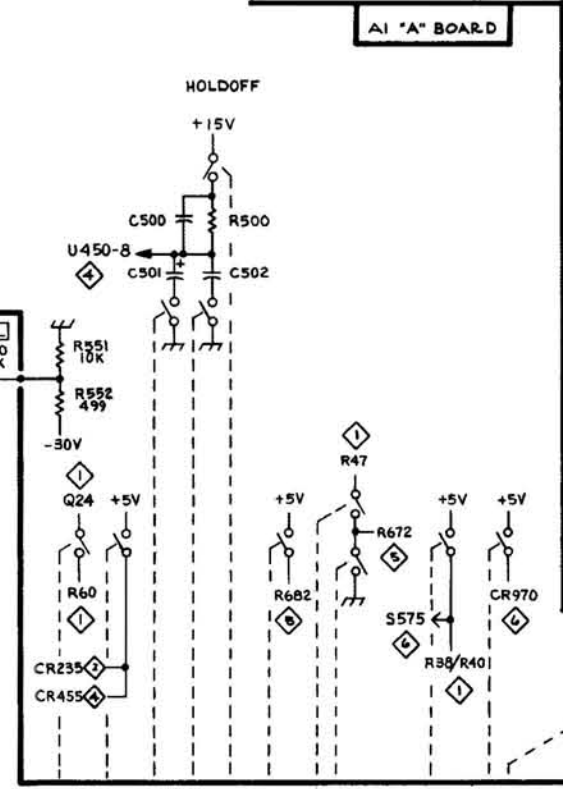 A1 "A" BOARD
HOLDOFF
+15V
C500
R500
U450-8
4
C501
+
C502
R551
10K
R552
499
-30V
1
Q24
+5V
R60
1
CR235 2
CR455 4
+5V
R682
5
1
R47
R672
5
+5V
+5V
S575
6
R38/R40
1
CR970
6